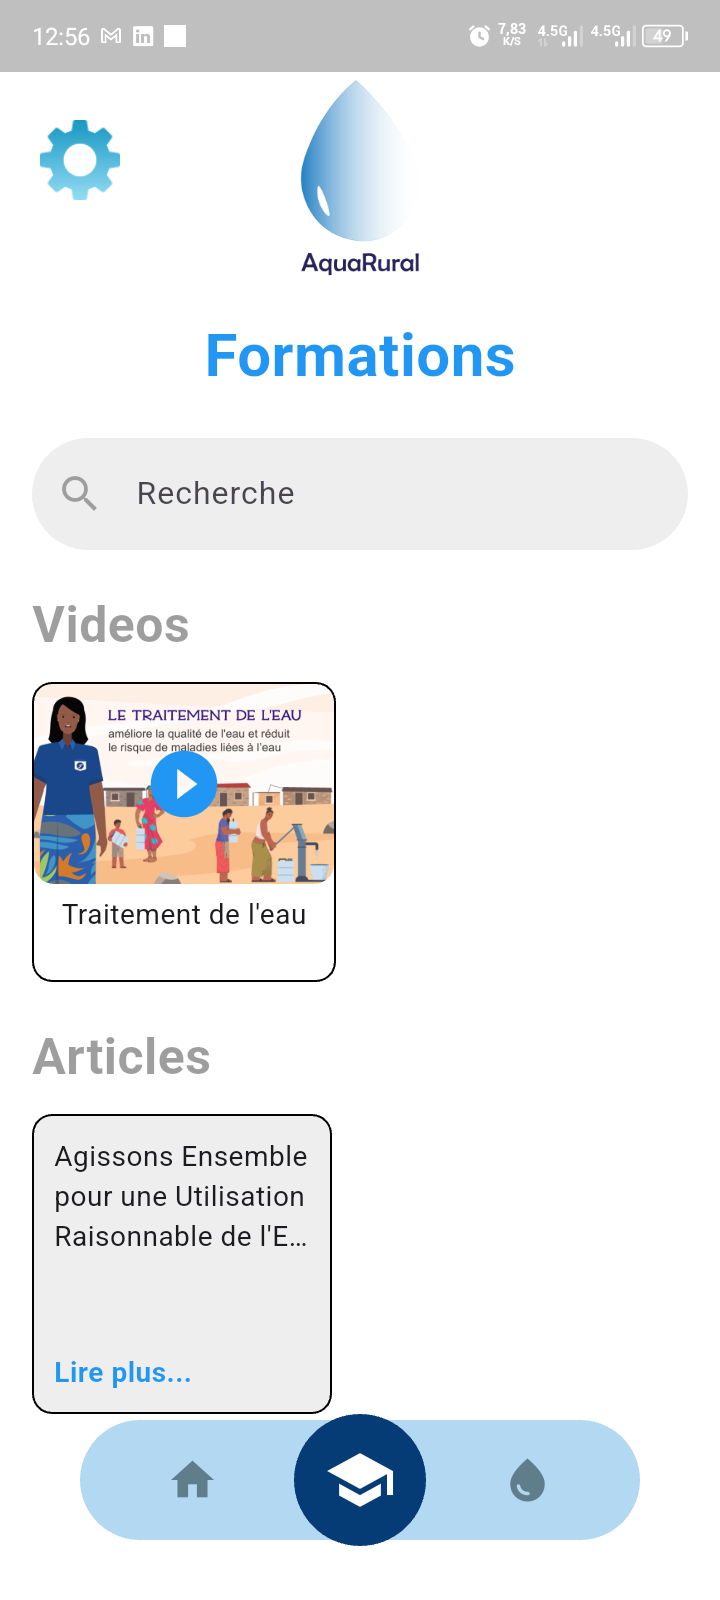 12:56
7,83
K/S
4.5G
4.5G
49
AquaRural
Formations
Recherche
Videos
LE TRAITEMENT DE L'EAU
améliore la qualité de l'eau et réduit
le risque de maladies liées à l'eau
Traitement de l'eau
Articles
Agissons Ensemble
pour une Utilisation
Raisonnable de l'E...
Lire plus...